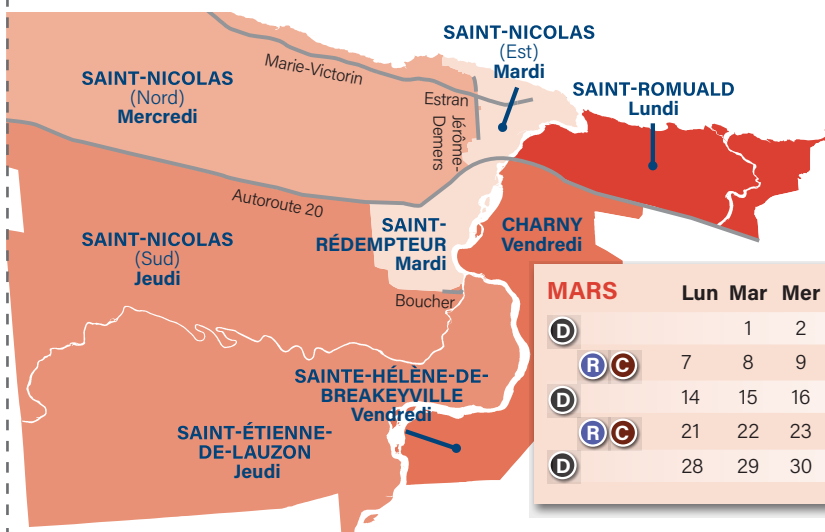 SAINT-NICOLAS
(Est)
Mardi
SAINT-NICOLAS
(Nord)
Mercredi
Marie-Victorin
SAINT-ROMUALD
Lundi
Estran
Jérôme-
Demers
Autoroute 20
SAINT-
RÉDEMPTEUR
Mardi
CHARNY
Vendredi
SAINT-NICOLAS
(Sud)
Jeudi
Boucher
SAINTE-HÉLÈNE-DE-
BREAKEYVILLE
Vendredi
SAINT-ÉTIENNE-
DE-LAUZON
Jeudi
MARS Lun Mar Mer
D 1 2
R C 7 8 9
D 14 15 16
R C 21 22 23
D 28 29 30